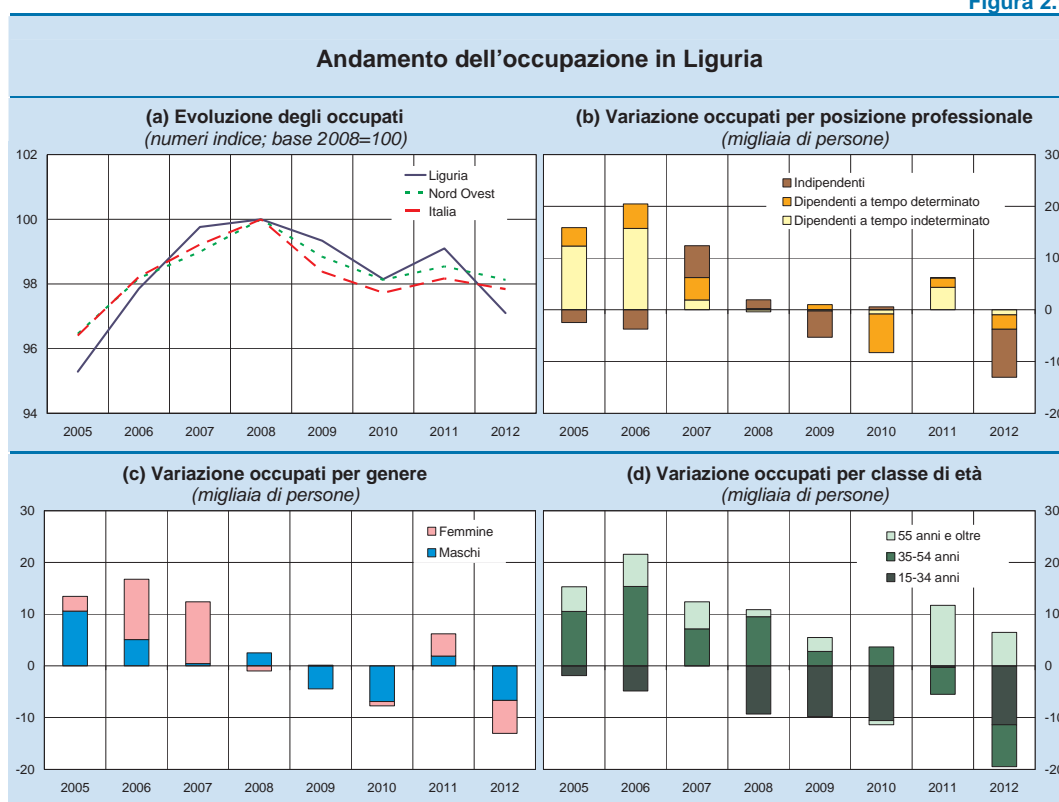 Figura 2.
Andamento dell'occupazione in Liguria
(a) Evoluzione degli occupati
(numeri indice; base 2008=100)
102
100
98
96
94
Liguria
Nord Ovest
Italia
2005 2006 2007 2008 2009 2010 2011 2012
(b) Variazione occupati per posizione professionale
(migliaia di persone)
30
20
10
0
-10
-20
Indipendenti
Dipendenti a tempo determinato
Dipendenti a tempo indeterminato
2005 2006 2007 2008 2009 2010 2011 2012
(c) Variazione occupati per genere
(migliaia di persone)
30
20
10
0
-10
-20
Femmine
Maschi
2005 2006 2007 2008 2009 2010 2011 2012
(d) Variazione occupati per classe di età
(migliaia di persone)
30
20
10
0
-10
-20
55 anni e oltre
35-54 anni
15-34 anni
2005 2006 2007 2008 2009 2010 2011 2012